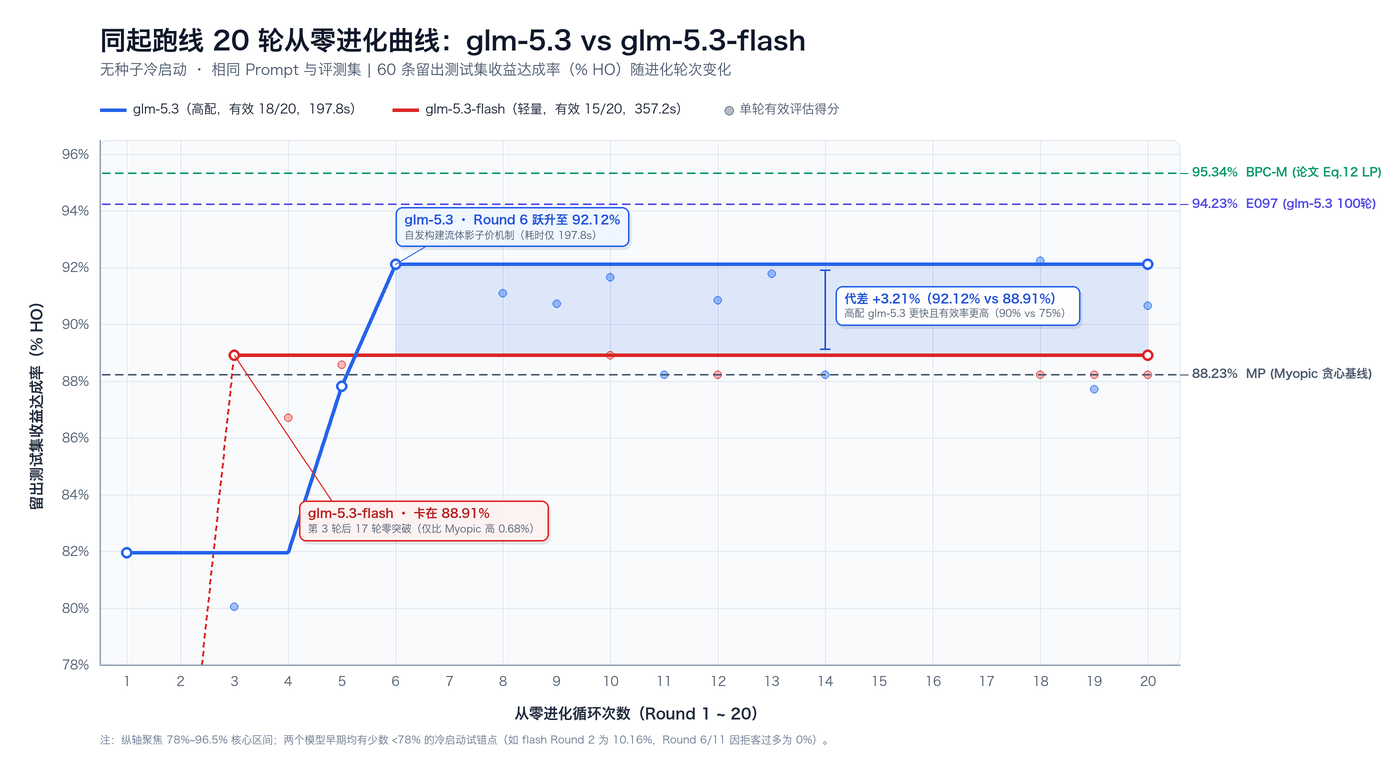 同起跑线 20 轮从零进化曲线：glm-5.3 vs glm-5.3-flash
无种子冷启动 · 相同 Prompt 与评测集 | 60 条留出测试集收益达成率（% HO）随进化轮次变化
glm-5.3（高配，有效 18/20，197.8s）
glm-5.3-flash（轻量，有效 15/20，357.2s）
单轮有效评估得分
96%
94%
92%
90%
88%
86%
84%
82%
80%
78%
留出测试集收益达成率（% HO）
95.34% BPC-M (论文 Eq.12 LP)
94.23% E097 (glm-5.3 100轮)
glm-5.3 · Round 6 跃升至 92.12%
自发构建流体影子价机制（耗时仅 197.8s）
代差 +3.21%（92.12% vs 88.91%）
高配 glm-5.3 更快且有效率更高（90% vs 75%）
88.23% MP (Myopic 贪心基线)
glm-5.3-flash · 卡在 88.91%
第 3 轮后 17 轮零突破（仅比 Myopic 高 0.68%）
1 2 3 4 5 6 7 8 9 10 11 12 13 14 15 16 17 18 19 20
从零进化循环次数（Round 1 ~ 20）
注：纵轴聚焦 78%~96.5% 核心区间；两个模型早期均有少数 <78% 的冷启动试错点（如 flash Round 2 为 10.16%，Round 6/11 因拒客过多为 0%）。